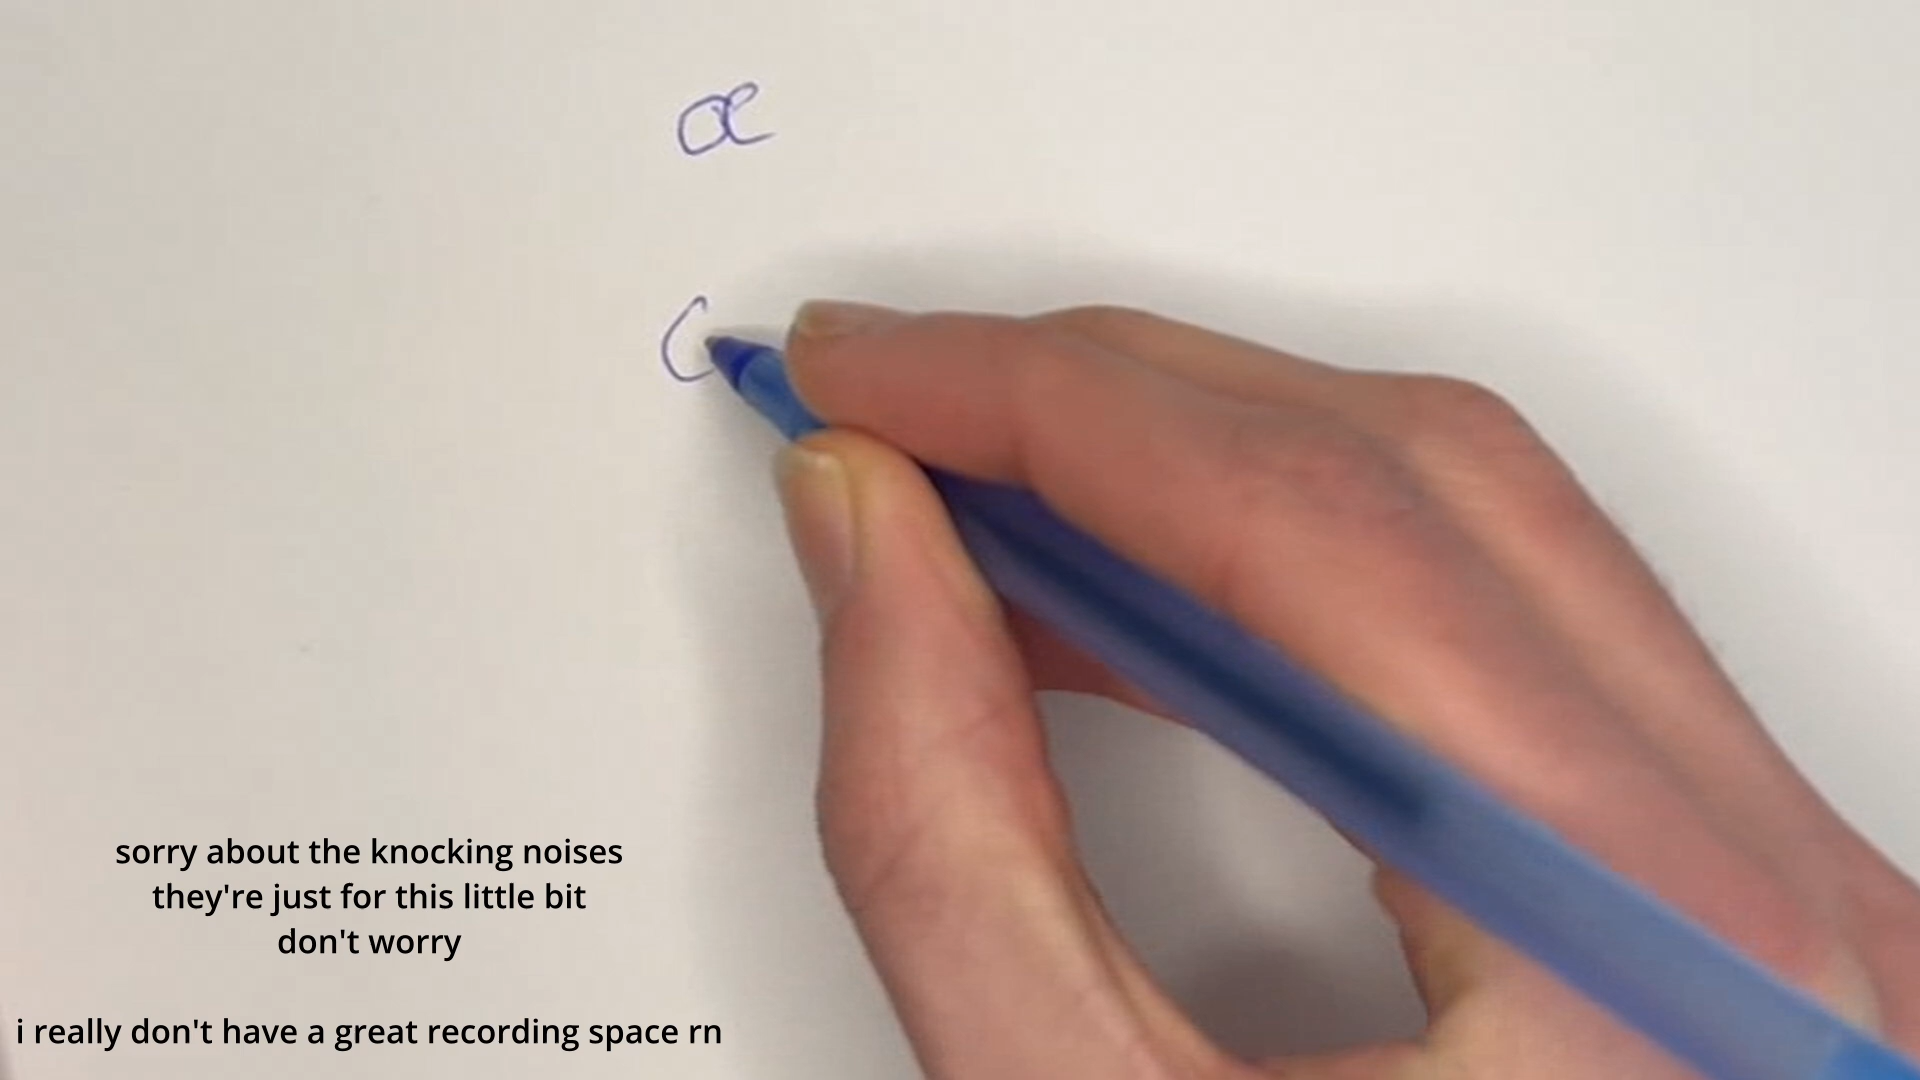 œ
(
sorry about the knocking noises
they're just for this little bit
don't worry
i really don't have a great recording space rn